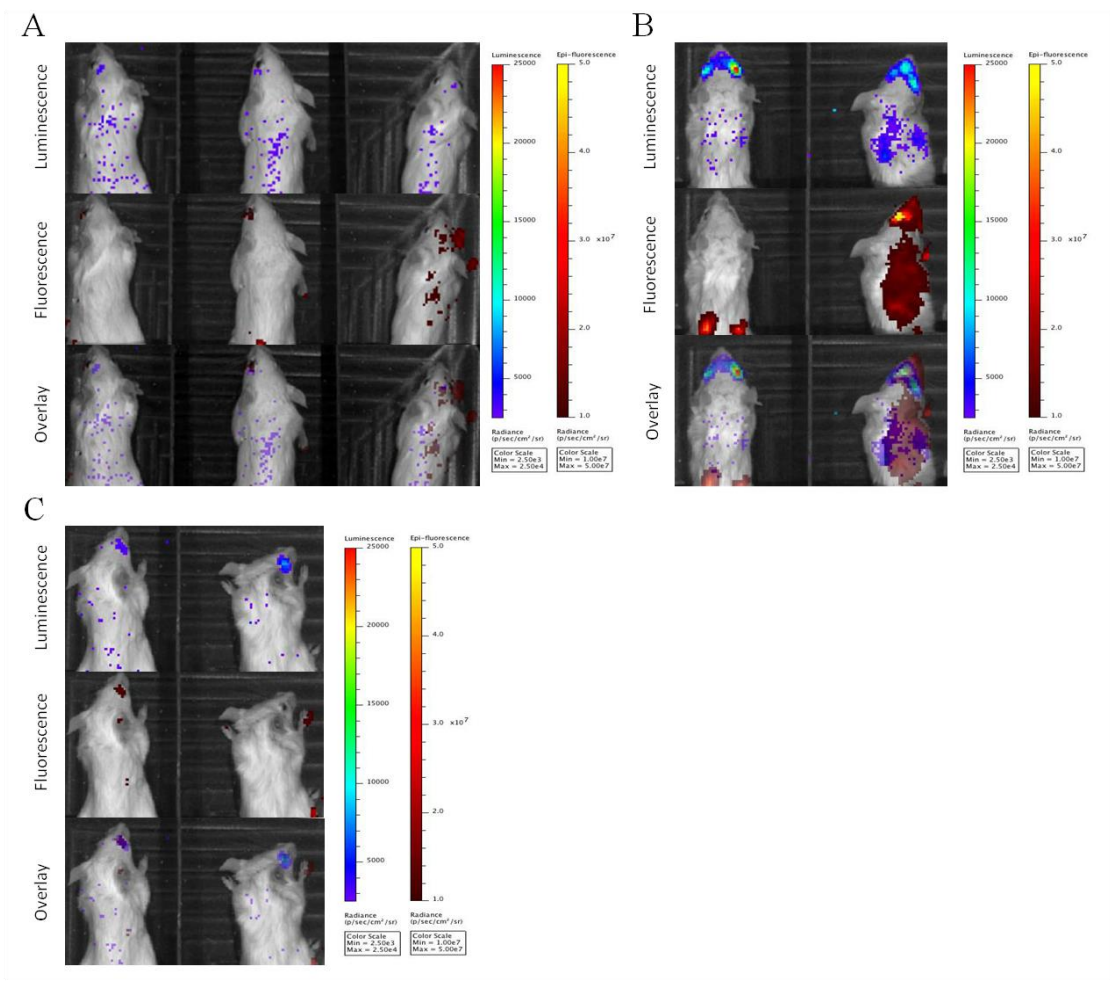 A
Luminescence
Fluorescence
Overlay
Luminescence
25000
20000
15000
10000
5000
Radiance
(p/sec/cm²/sr)
Color Scale
Min = 2.50e3
Max = 2.50e4
Epi-fluorescence
5.0
4.0
3.0 x10⁷
2.0
1.0
Radiance
(p/sec/cm²/sr)
Color Scale
Min = 1.00e7
Max = 5.00e7
B
Luminescence
Fluorescence
Overlay
Luminescence
25000
20000
15000
10000
5000
Radiance
(p/sec/cm²/sr)
Color Scale
Min = 2.50e3
Max = 2.50e4
Epi-fluorescence
5.0
4.0
3.0 x10⁷
2.0
1.0
Radiance
(p/sec/cm²/sr)
Color Scale
Min = 1.00e7
Max = 5.00e7
C
Luminescence
Fluorescence
Overlay
Luminescence
25000
20000
15000
10000
5000
Radiance
(p/sec/cm²/sr)
Color Scale
Min = 2.50e3
Max = 2.50e4
Epi-fluorescence
5.0
4.0
3.0 x10⁷
2.0
1.0
Radiance
(p/sec/cm²/sr)
Color Scale
Min = 1.00e7
Max = 5.00e7